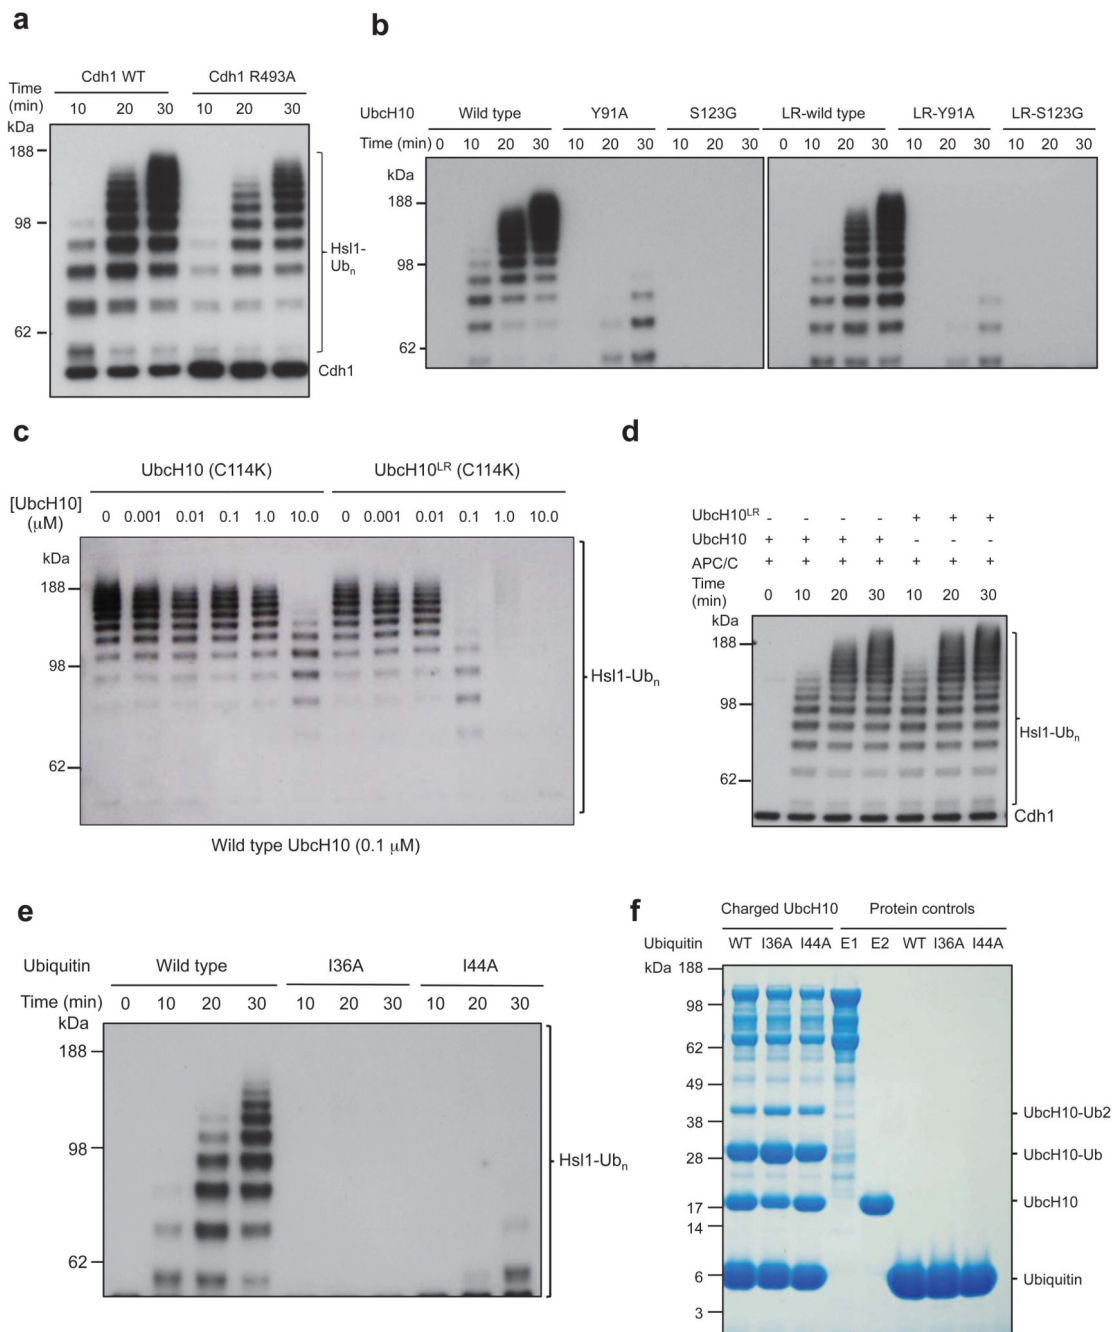 a
Cdh1 WT Cdh1 R493A
Time (min) 10 20 30 10 20 30
kDa
188
98
62
Hsl1-Ubn
Cdh1
b
UbcH10 Wild type Y91A S123G LR-wild type LR-Y91A LR-S123G
Time (min) 0 10 20 30 10 20 30 10 20 30 0 10 20 30 10 20 30 10 20 30
kDa
188
98
62
c
UbcH10 (C114K) UbcH10LR (C114K)
[UbcH10] (μM) 0 0.001 0.01 0.1 1.0 10.0 0 0.001 0.01 0.1 1.0 10.0
kDa
188
98
62
Hsl1-Ubn
Wild type UbcH10 (0.1 μM)
d
UbcH10LR - - - - + + +
UbcH10 + + + + - - -
APC/C + + + + + + +
Time (min) 0 10 20 30 10 20 30
kDa
188
98
62
Hsl1-Ubn
Cdh1
e
Ubiquitin Wild type I36A I44A
Time (min) 0 10 20 30 10 20 30 10 20 30
kDa
188
98
62
Hsl1-Ubn
f
Charged UbcH10 Protein controls
Ubiquitin WT I36A I44A E1 E2 WT I36A I44A
kDa 188
98
62
49
38
28
17
14
6
3
UbcH10-Ub2
UbcH10-Ub
UbcH10
Ubiquitin